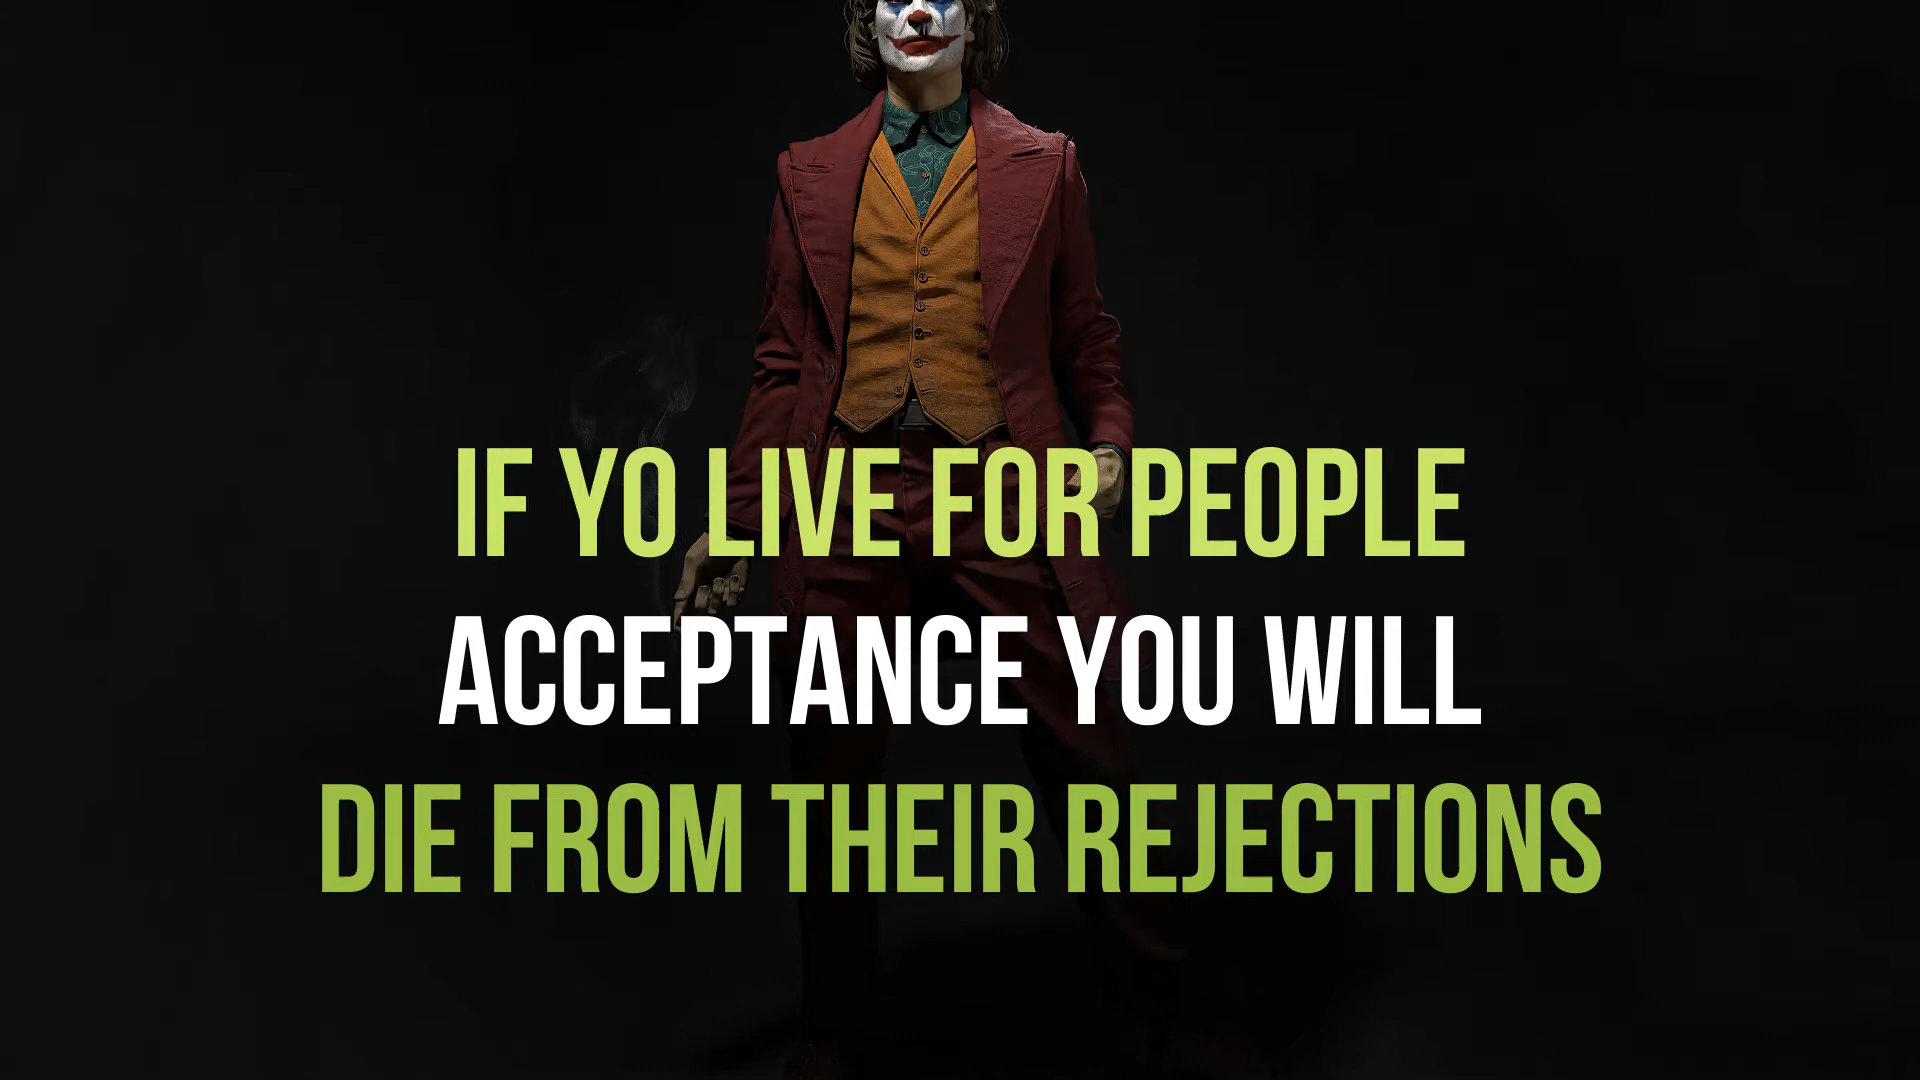 IF YO LIVE FOR PEOPLE
ACCEPTANCE YOU WILL
DIE FROM THEIR REJECTIONS